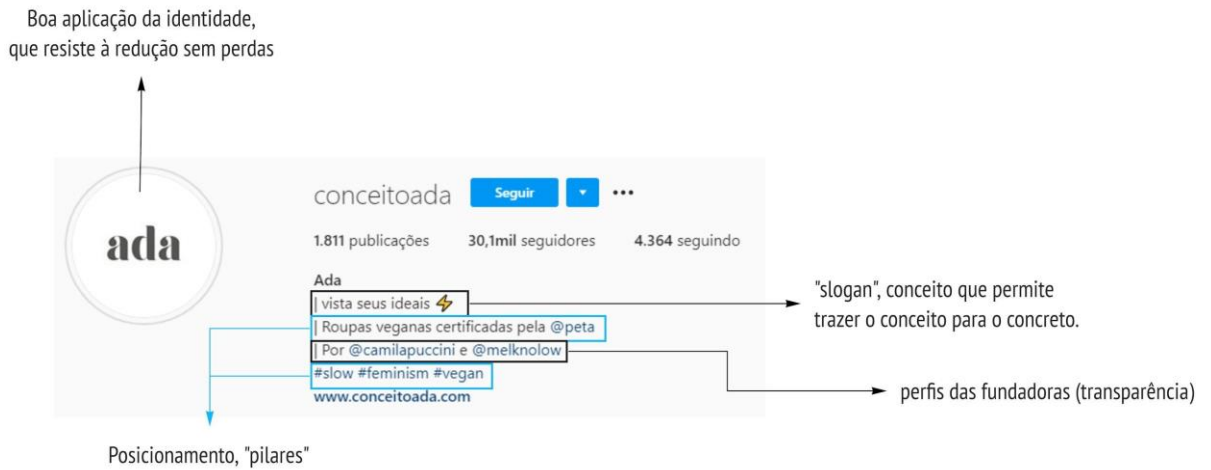 Boa aplicação da identidade,
que resiste à redução sem perdas
ada
conceitoada Seguir
1.811 publicações 30,1mil seguidores 4.364 seguindo
Ada
| vista seus ideais ⚡
| Roupas veganas certificadas pela @peta
| Por @camilapuccini e @melknolow
#slow #feminism #vegan
www.conceitoada.com
"slogan", conceito que permite
trazer o conceito para o concreto.
perfis das fundadoras (transparência)
Posicionamento, "pilares"